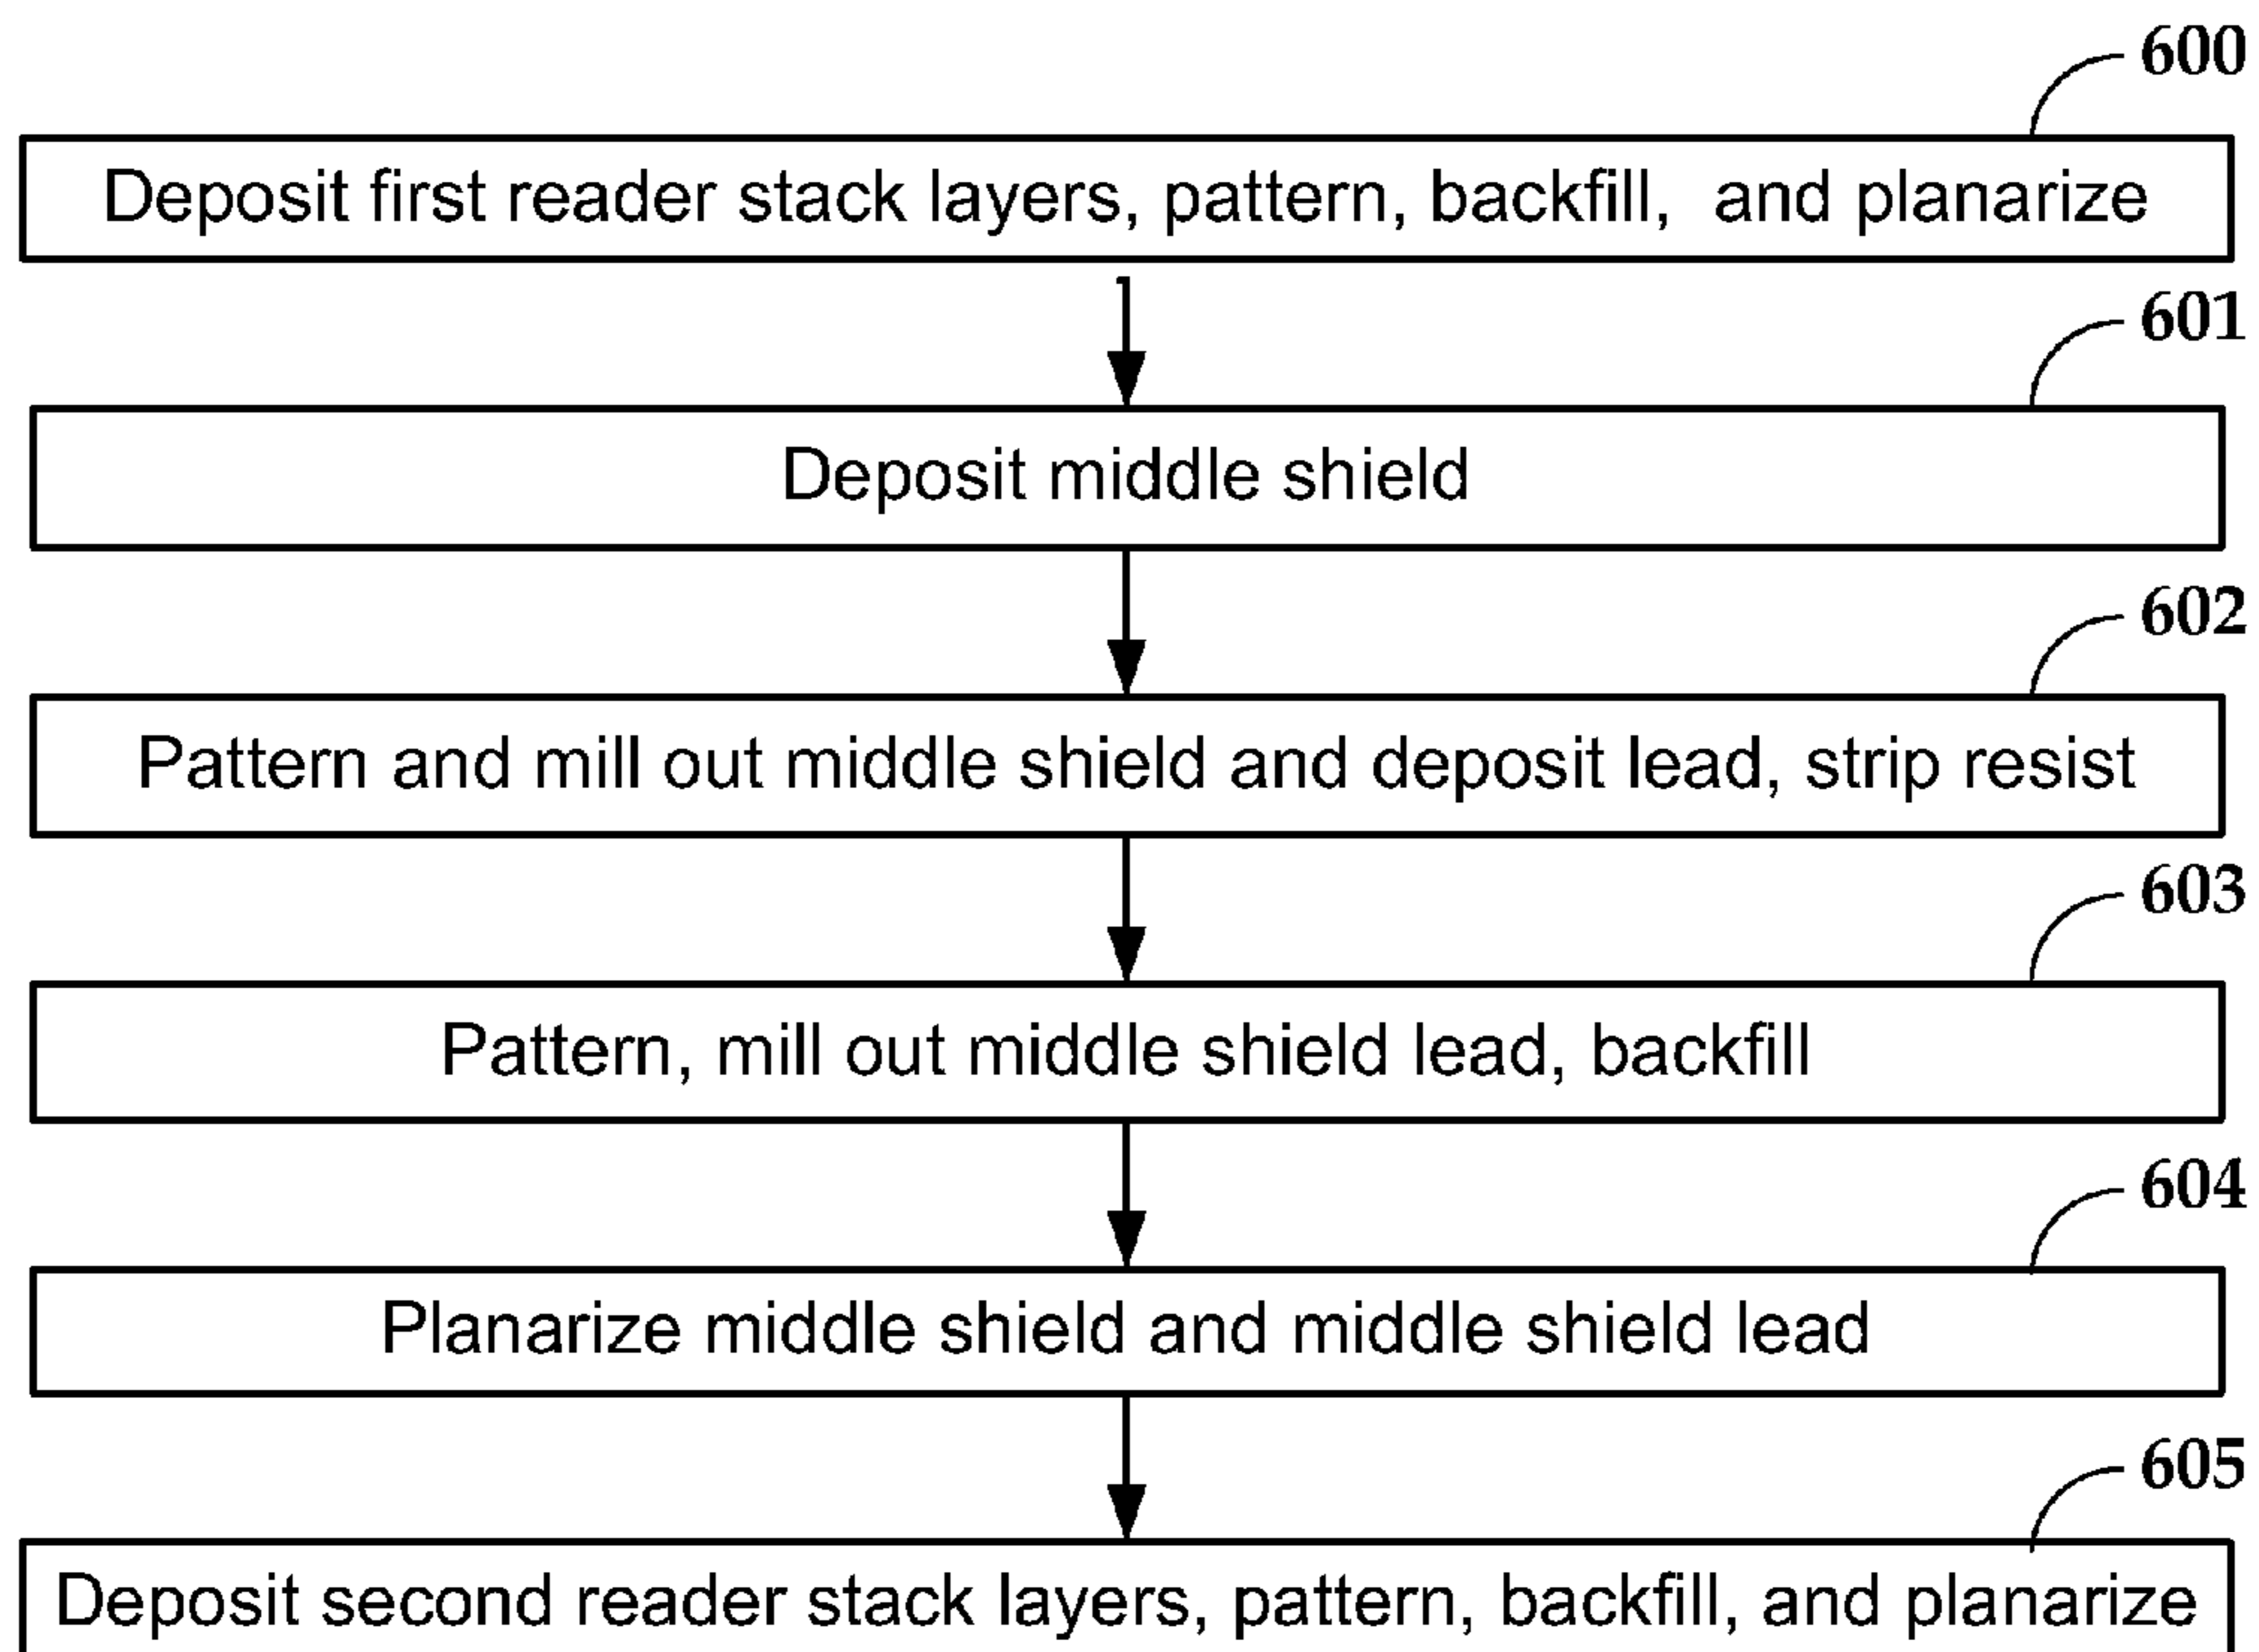 600
Deposit first reader stack layers, pattern, backfill, and planarize
601
Deposit middle shield
602
Pattern and mill out middle shield and deposit lead, strip resist
603
Pattern, mill out middle shield lead, backfill
604
Planarize middle shield and middle shield lead
605
Deposit second reader stack layers, pattern, backfill, and planarize